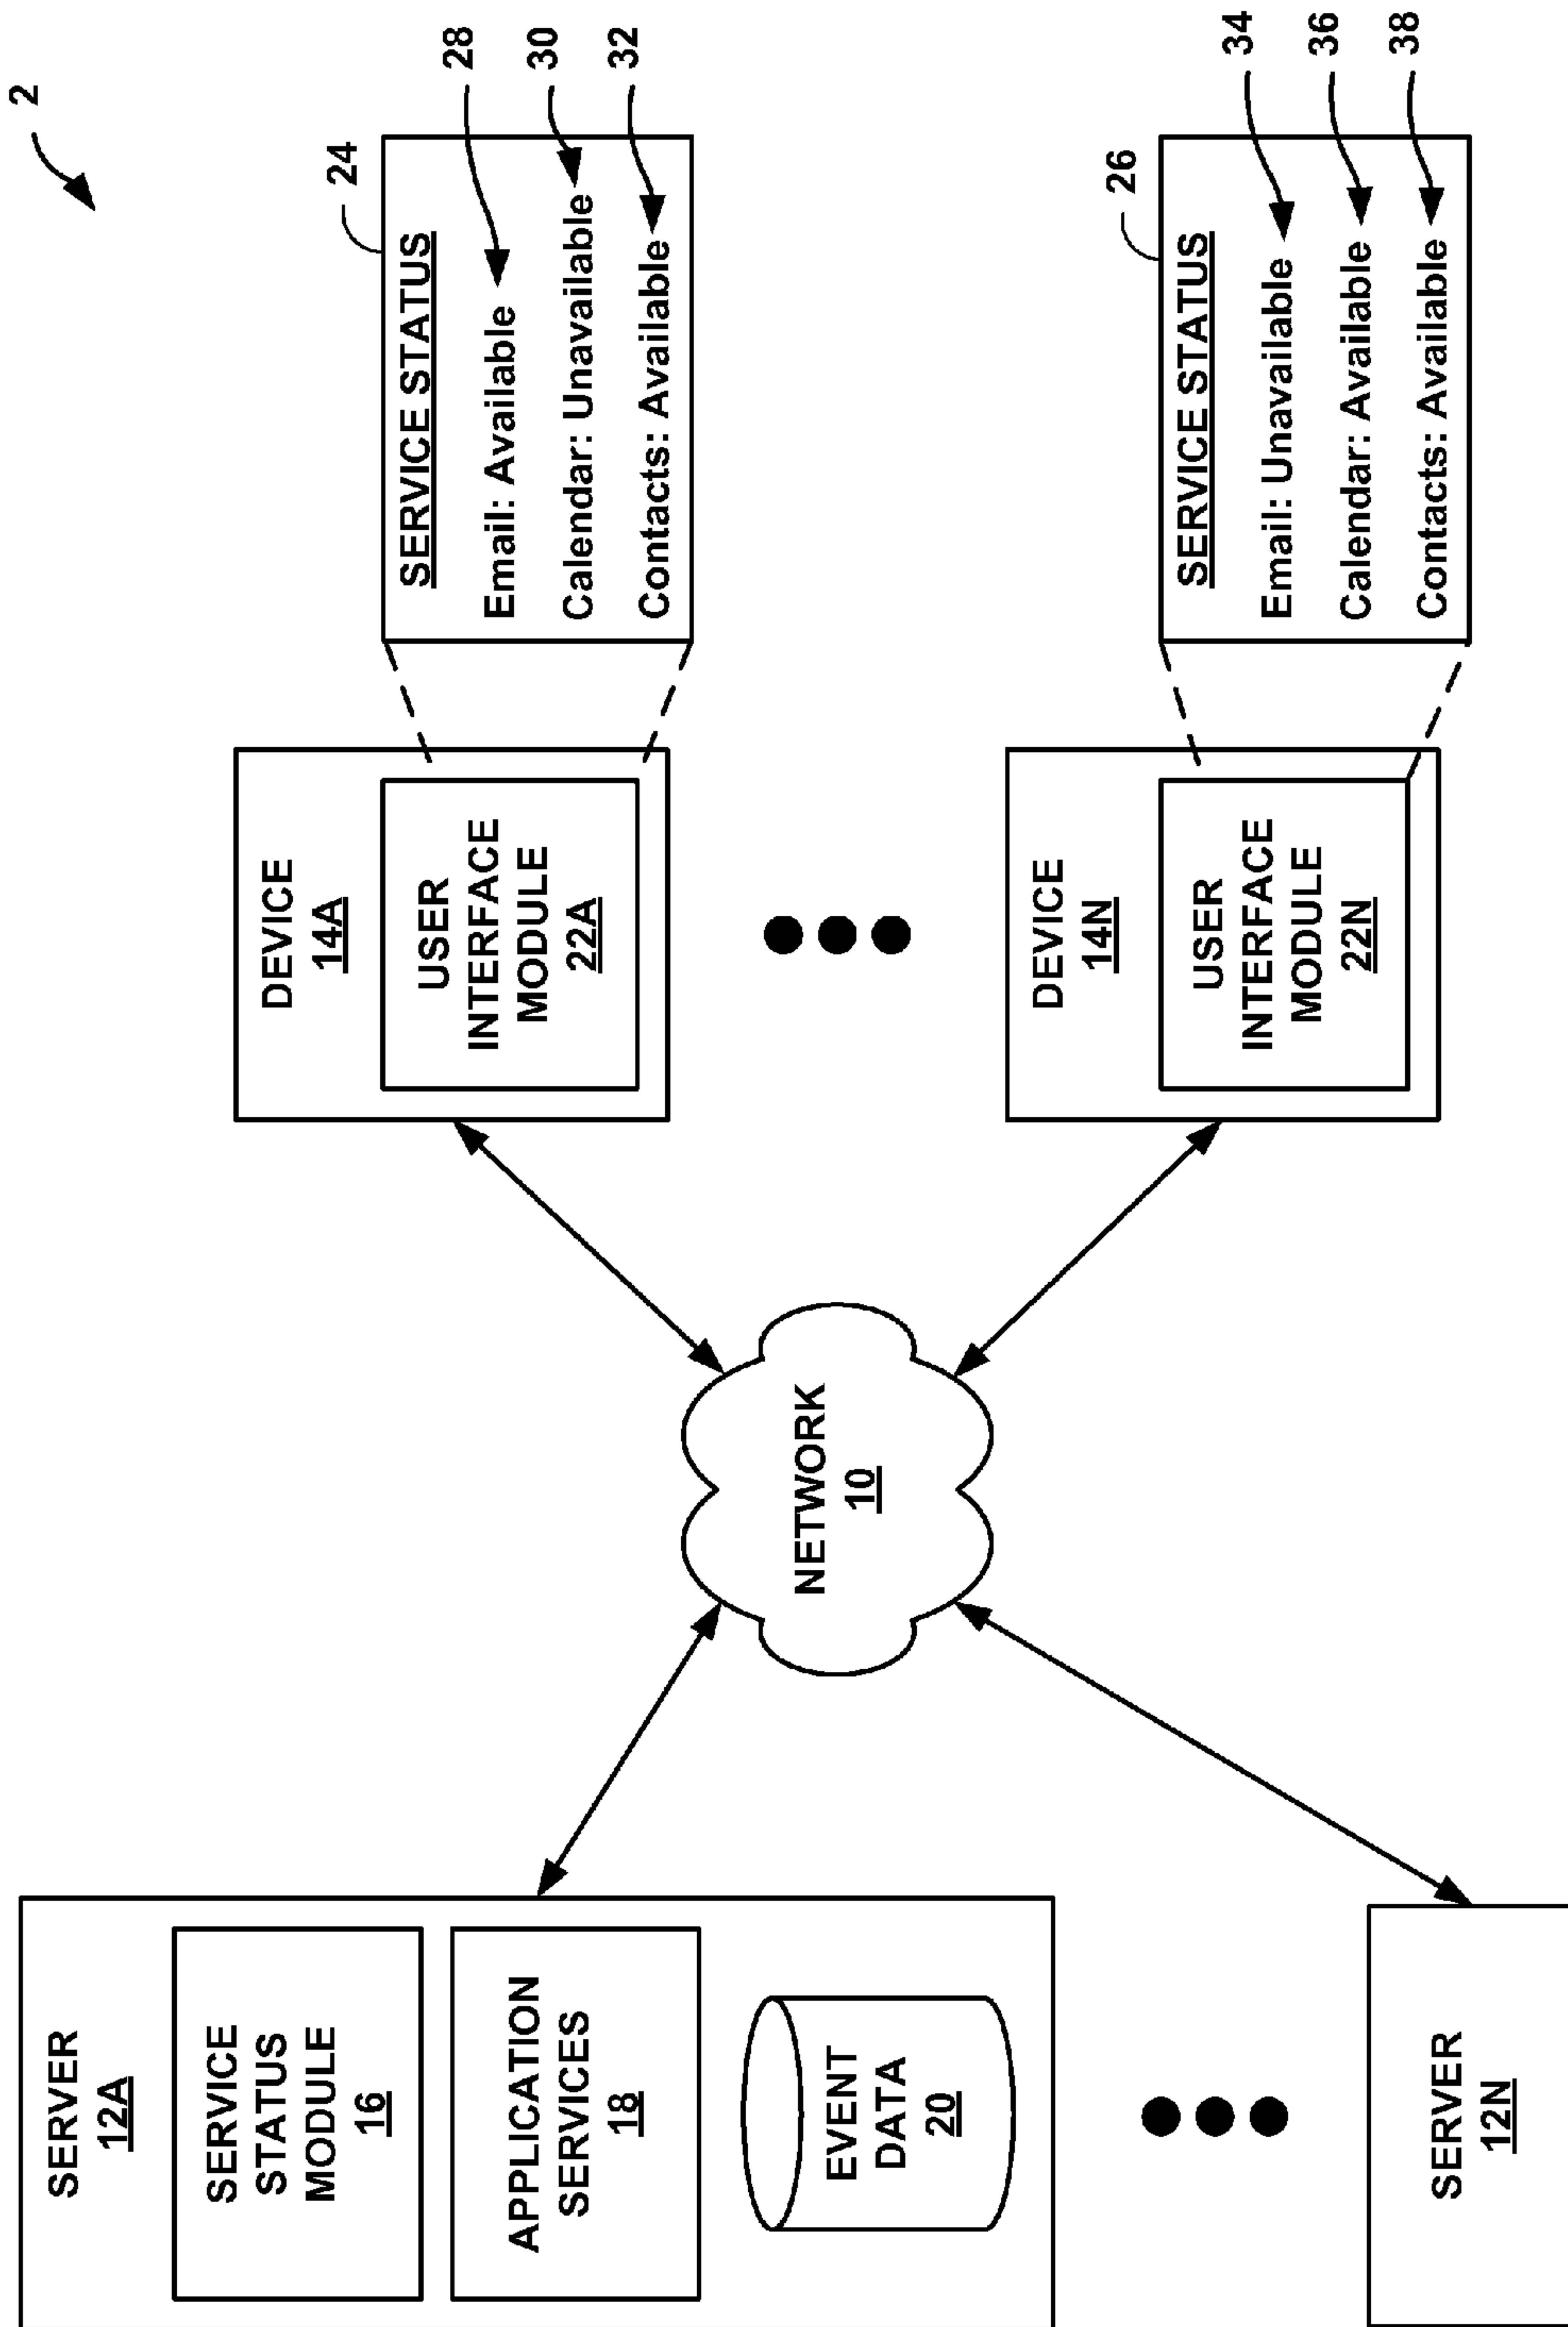 2
SERVER
12A
SERVICE
STATUS
MODULE
16
APPLICATION
SERVICES
18
EVENT
DATA
20
SERVER
12N
NETWORK
10
DEVICE
14A
USER
INTERFACE
MODULE
22A
DEVICE
14N
USER
INTERFACE
MODULE
22N
24
SERVICE STATUS
Email: Available
28
Calendar: Unavailable
30
Contacts: Available
32
26
SERVICE STATUS
Email: Unavailable
34
Calendar: Available
36
Contacts: Available
38